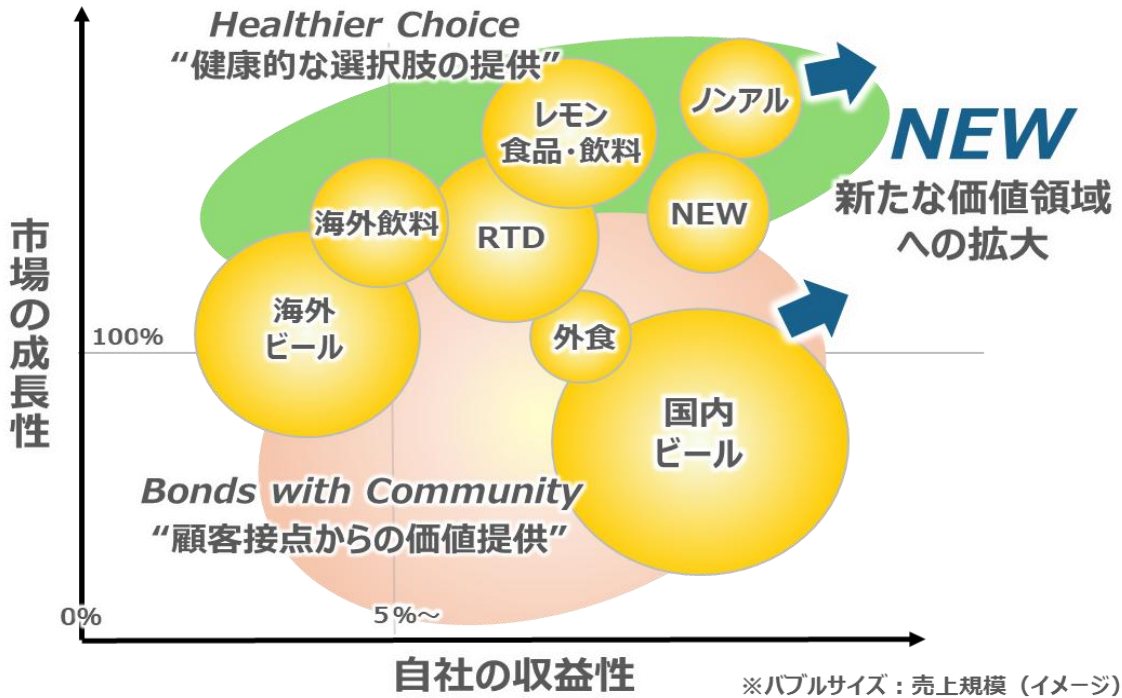 Healthier Choice
“健康的な選択肢の提供”
ノンアル
レモン
食品・飲料
NEW
新たな価値領域
への拡大
海外飲料
RTD
NEW
海外
ビール
外食
100%
国内
ビール
市場の成長性
Bonds with Community
“顧客接点からの価値提供”
0%
5%～
自社の収益性
※バブルサイズ：売上規模（イメージ）